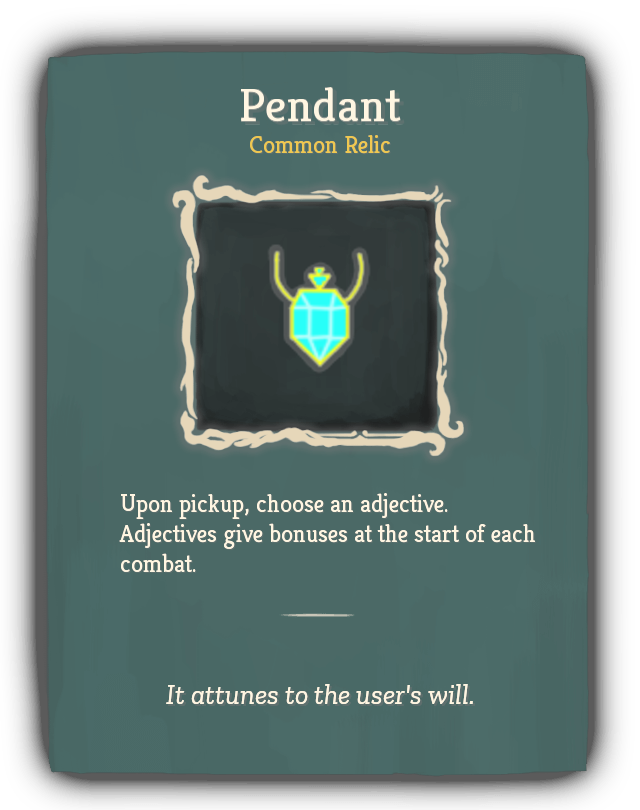 Pendant
Common Relic
Upon pickup, choose an adjective.
Adjectives give bonuses at the start of each
combat.
It attunes to the user's will.